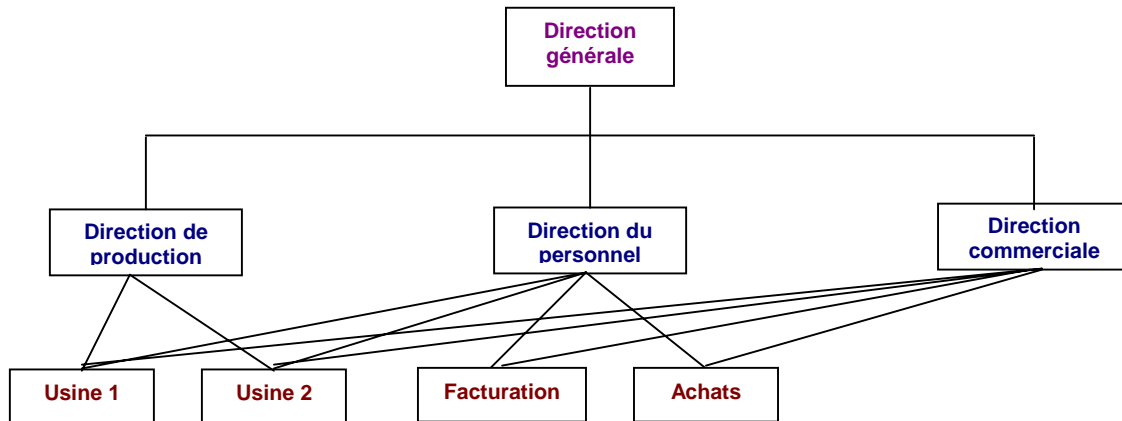 Direction
générale
Direction de
production
Direction du
personnel
Direction
commerciale
Usine 1
Usine 2
Facturation
Achats